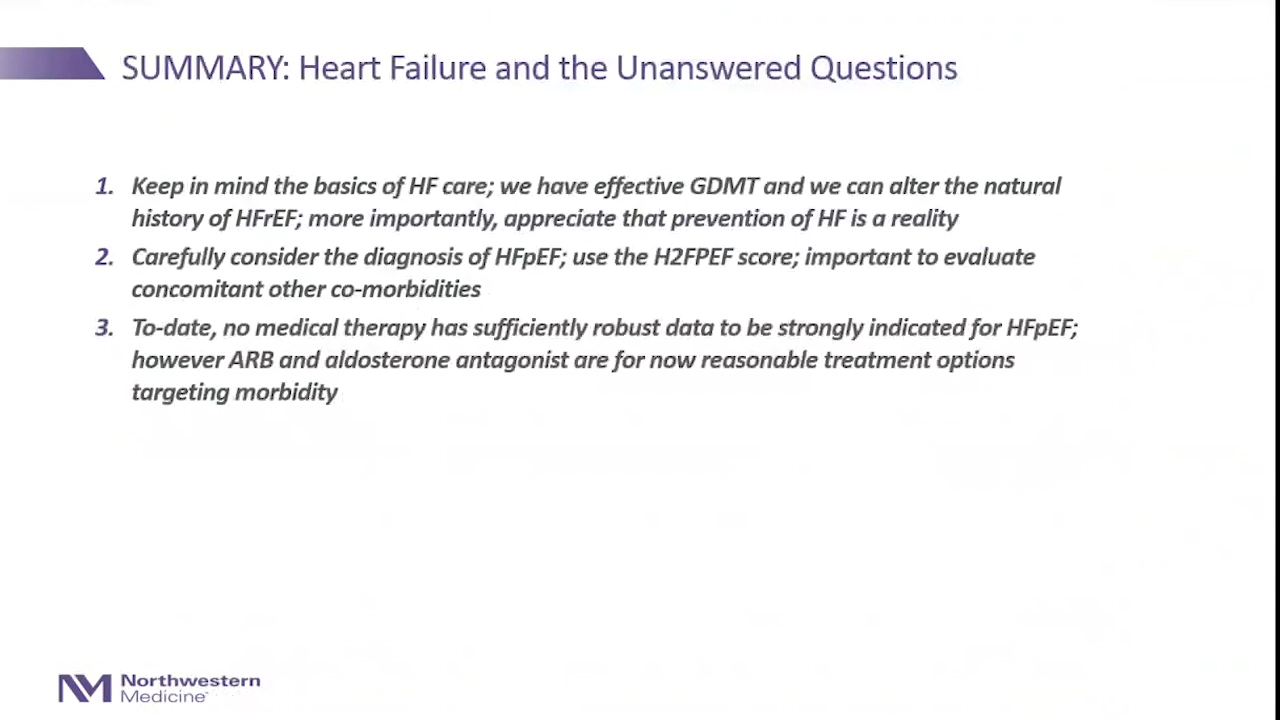 SUMMARY: Heart Failure and the Unanswered Questions
1. Keep in mind the basics of HF care; we have effective GDMT and we can alter the natural
history of HFrEF; more importantly, appreciate that prevention of HF is a reality
2. Carefully consider the diagnosis of HFpEF; use the H2FPEF score; important to evaluate
concomitant other co-morbidities
3. To-date, no medical therapy has sufficiently robust data to be strongly indicated for HFpEF;
however ARB and aldosterone antagonist are for now reasonable treatment options
targeting morbidity
NM Northwestern
Medicine